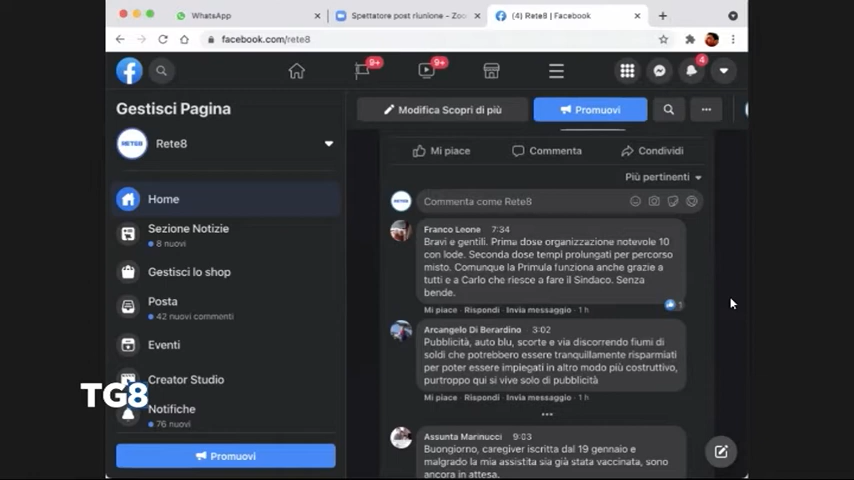 WhatsApp
Spettatore post riunione - Zoo
(4) Rete8 | Facebook
facebook.com/rete8
9+
9+
4
Gestisci Pagina
RETE8
Rete8
Modifica Scopri di più
Promuovi
Home
Sezione Notizie
8 nuovi
Gestisci lo shop
Posta
42 nuovi commenti
Eventi
Creator Studio
Notifiche
76 nuovi
Promuovi
TG8
Mi piace
Commenta
Condividi
Più pertinenti
RETE8
Commenta come Rete8
Franco Leone 7:34
Bravi e gentili. Prima dose organizzazione notevole 10
con lode. Seconda dose tempi prolungati per percorso
misto. Comunque la Primula funziona anche grazie a
tutti e a Carlo che riesce a fare il Sindaco. Senza
bende.
1
Mi piace · Rispondi · Invia messaggio · 1 h
Arcangelo Di Berardino 3:02
Pubblicità, auto blu, scorte e via discorrendo fiumi di
soldi che potrebbero essere tranquillamente risparmiati
per poter essere impiegati in altro modo più costruttivo,
purtroppo qui si vive solo di pubblicità
Mi piace · Rispondi · Invia messaggio · 1 h
Assunta Marinucci 9:03
Buongiorno, caregiver iscritta dal 19 gennaio e
malgrado la mia assistita sia già stata vaccinata, sono
ancora in attesa.